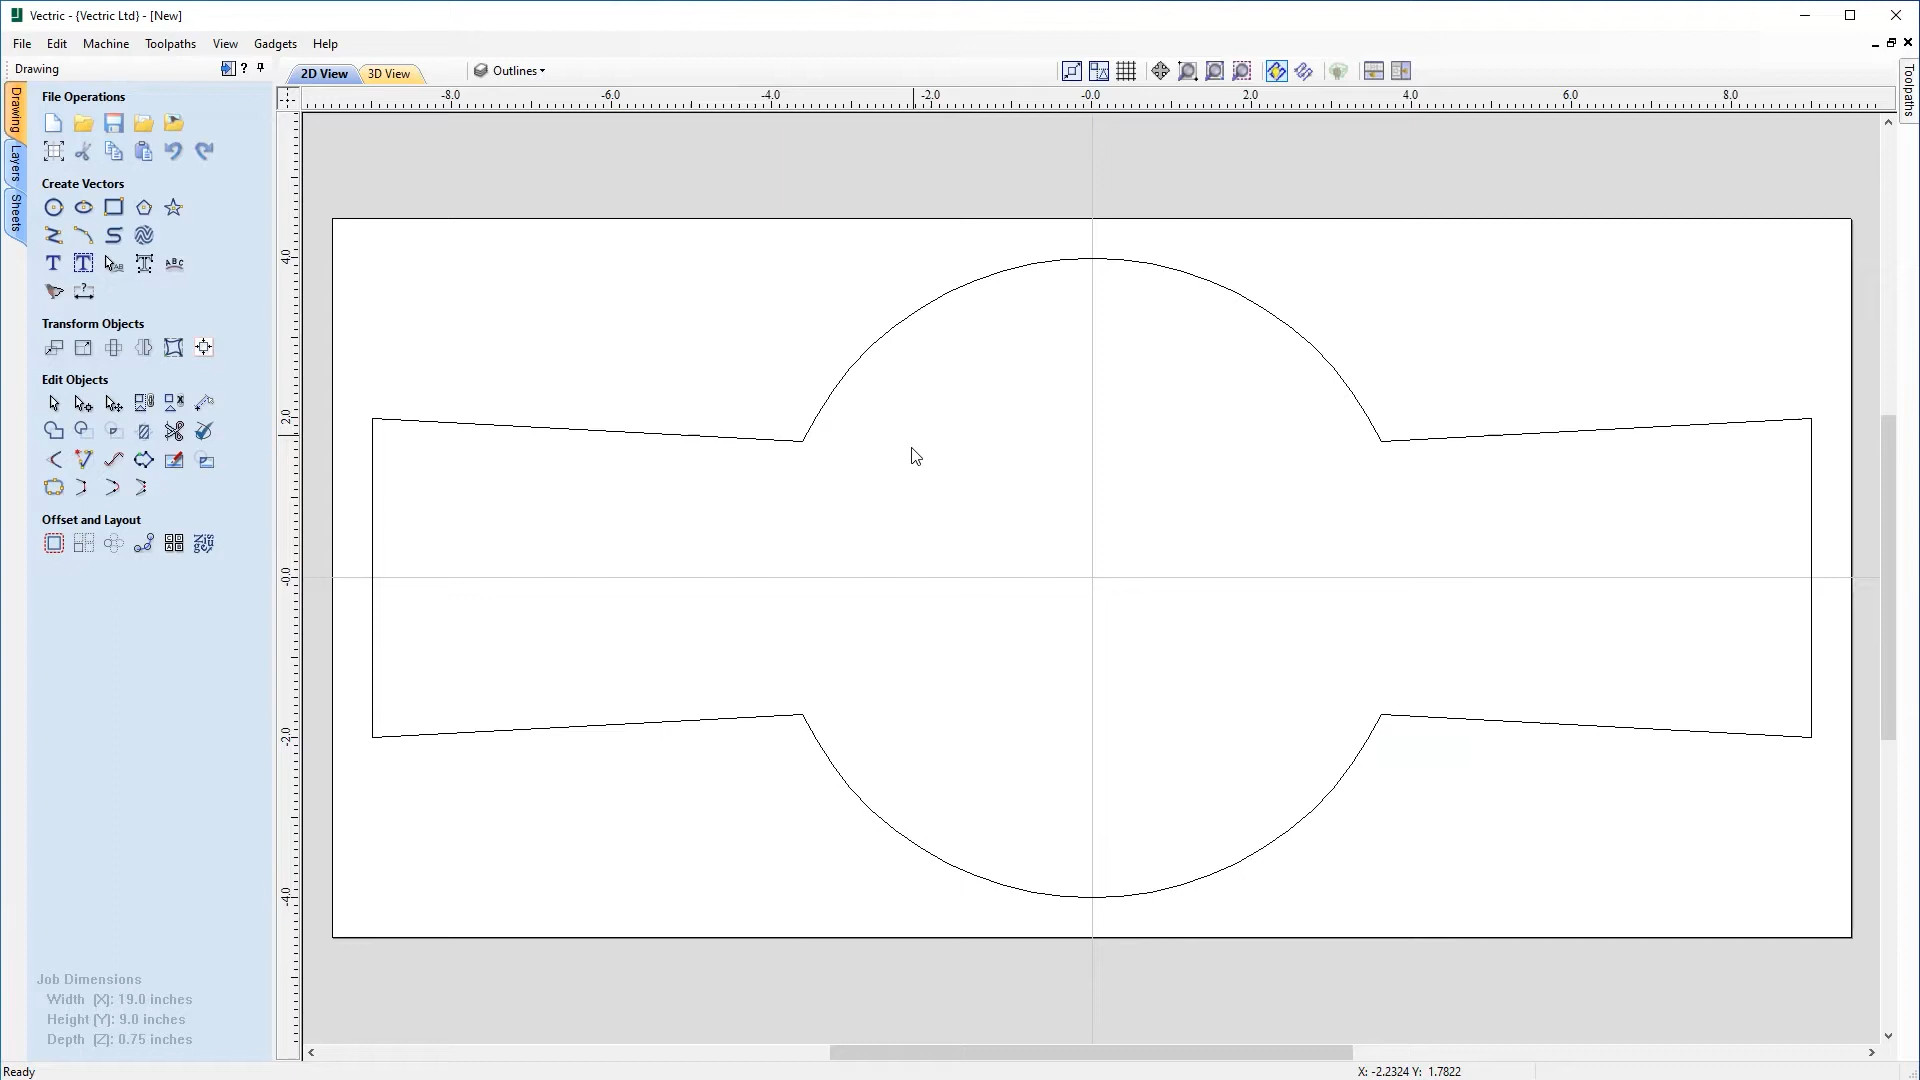 Vectric - {Vectric Ltd} - [New]
File Edit Machine Toolpaths View Gadgets Help
Drawing ?
2D View 3D View Outlines
Toolpaths
Drawing
Layers
Sheets
File Operations
Create Vectors
Transform Objects
Edit Objects
Offset and Layout
-8.0 -6.0 -4.0 -2.0 -0.0 2.0 4.0 6.0 8.0
4.0
2.0
-0.0
-2.0
-4.0
Job Dimensions
Width (X): 19.0 inches
Height (Y): 9.0 inches
Depth (Z): 0.75 inches
Ready X: -2.2324 Y: 1.7822